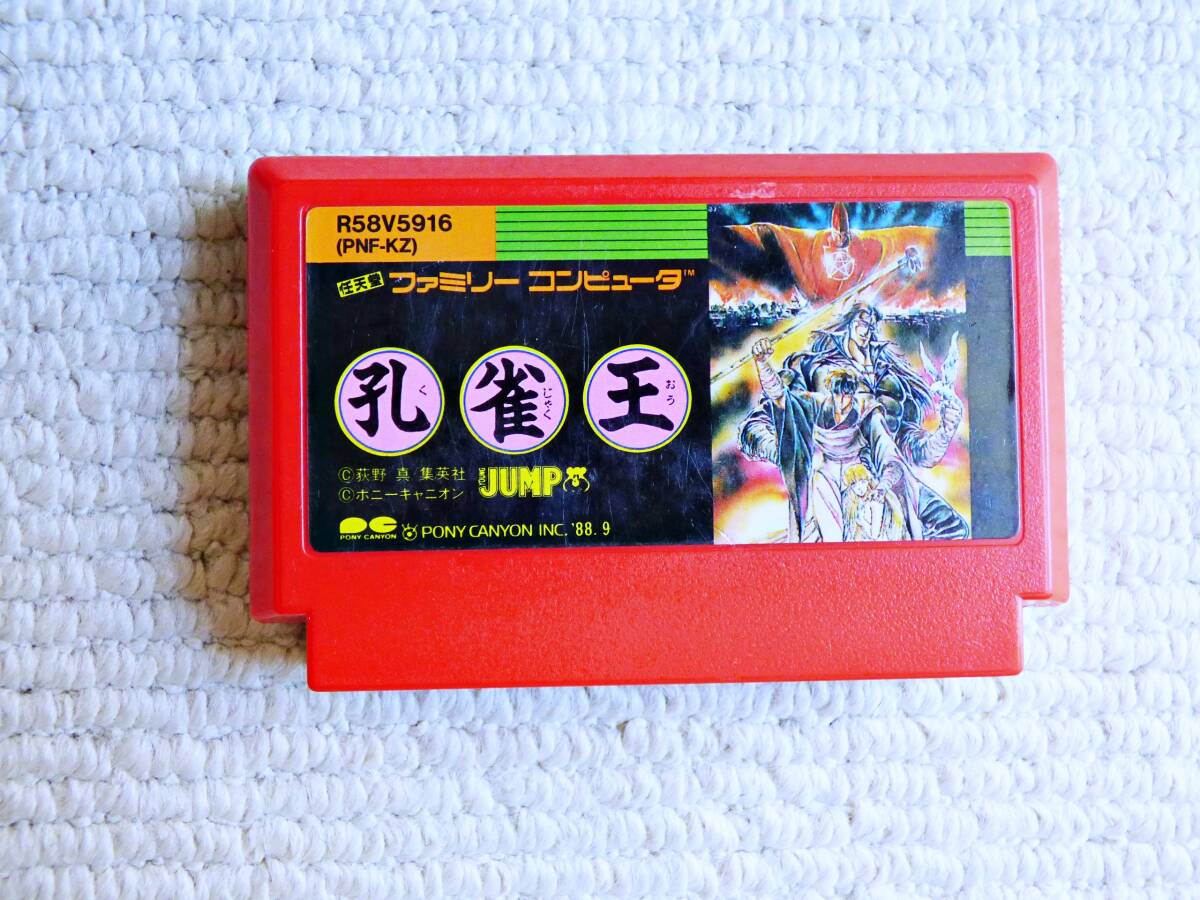 R58V5916
(PNF-KZ)
任天堂 ファミリー コンピュータ™
孔 雀 王
く じゃく おう
©荻野 真/集英社
©ポニーキャニオン
YOUNG JUMP
PONY CANYON PONY CANYON INC. '88. 9